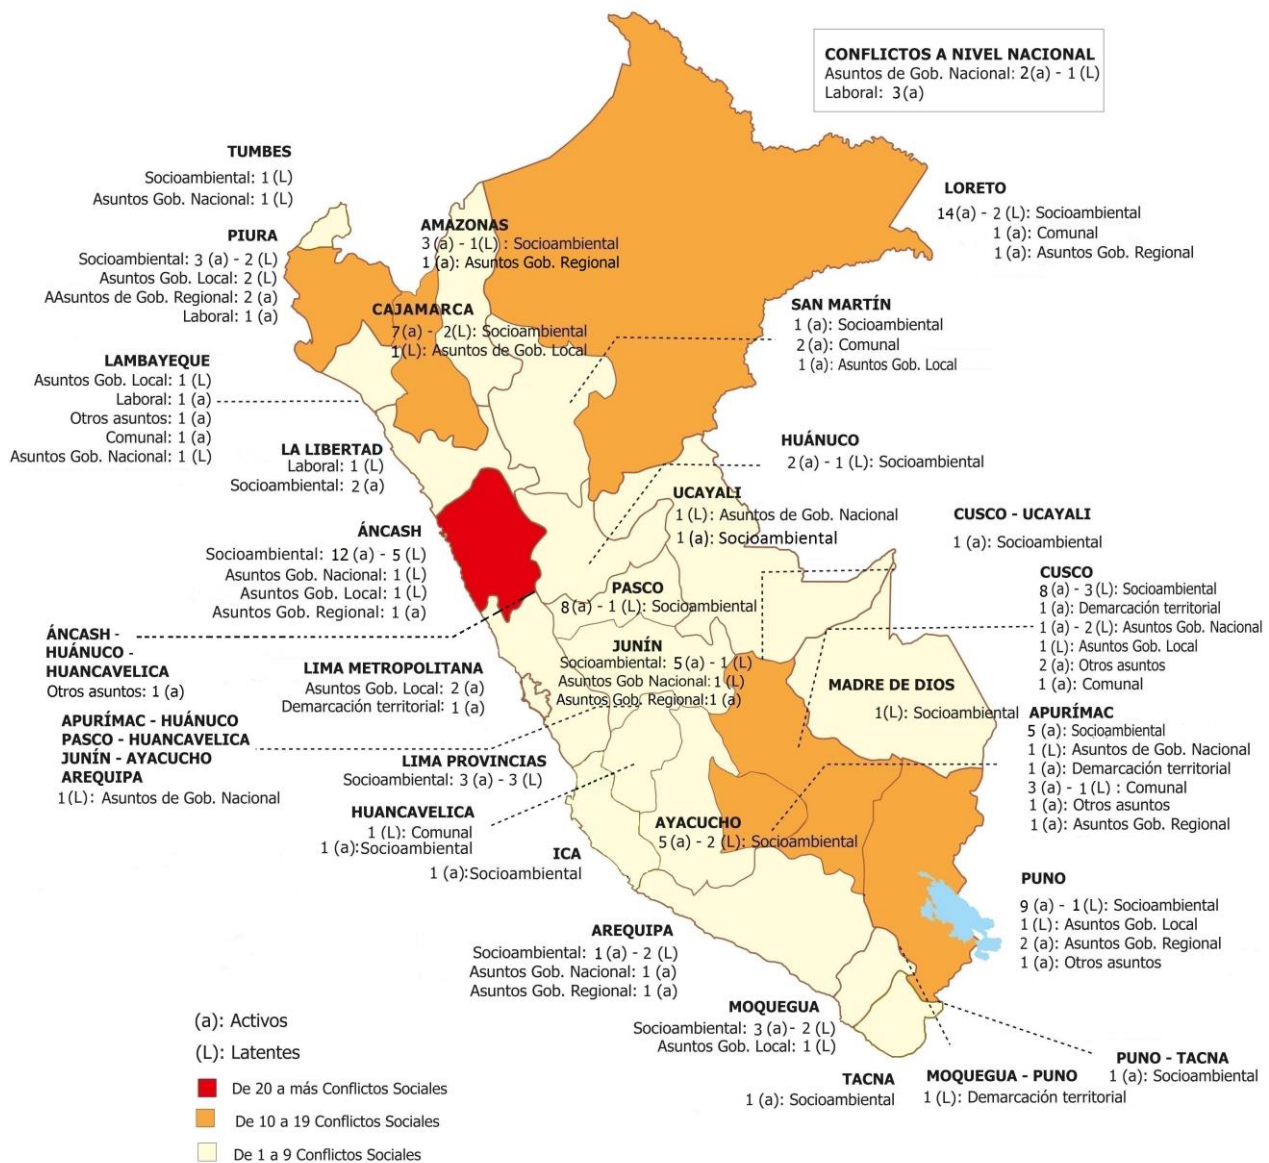 CONFLICTOS A NIVEL NACIONAL
Asuntos de Gob. Nacional: 2(a) - 1 (L)
Laboral: 3(a)
TUMBES
Socioambiental: 1 (L)
Asuntos Gob. Nacional: 1 (L)
PIURA
Socioambiental: 3 (a) - 2 (L)
Asuntos Gob. Local: 2 (L)
AAsuntos de Gob. Regional: 2 (a)
Laboral: 1 (a)
AMAZONAS
3 (a) - 1(L) : Socioambiental
1 (a): Asuntos Gob. Regional
LORETO
14(a) - 2 (L): Socioambiental
1 (a): Comunal
1 (a): Asuntos Gob. Regional
CAJAMARCA
7(a) - 2(L): Socioambiental
1(L): Asuntos de Gob. Local
SAN MARTÍN
1 (a): Socioambiental
2(a): Comunal
1(a): Asuntos Gob. Local
LAMBAYEQUE
Asuntos Gob. Local: 1 (L)
Laboral: 1 (a)
Otros asuntos: 1 (a)
Comunal: 1 (a)
Asuntos Gob. Nacional: 1 (L)
LA LIBERTAD
Laboral: 1 (L)
Socioambiental: 2 (a)
HUÁNUCO
2(a) - 1 (L): Socioambiental
UCAYALI
1(L): Asuntos de Gob. Nacional
1(a): Socioambiental
CUSCO - UCAYALI
1 (a): Socioambiental
ÁNCASH
Socioambiental: 12 (a) - 5 (L)
Asuntos Gob. Nacional: 1 (L)
Asuntos Gob. Local: 1 (L)
Asuntos Gob. Regional: 1 (a)
PASCO
8(a) - 1 (L): Socioambiental
CUSCO
8(a) - 3(L): Socioambiental
1(a): Demarcación territorial
1(a) - 2(L): Asuntos Gob. Nacional
1(L): Asuntos Gob. Local
2(a): Otros asuntos
1(a): Comunal
ÁNCASH -
HUÁNUCO -
HUANCAVELICA
Otros asuntos: 1 (a)
LIMA METROPOLITANA
Asuntos Gob. Local: 2 (a)
Demarcación territorial: 1 (a)
JUNÍN
Socioambiental: 5(a) - 1 (L)
Asuntos Gob Nacional:1 (L)
Asuntos Gob. Regional:1 (a)
MADRE DE DIOS
1(L): Socioambiental
APURÍMAC - HUÁNUCO
PASCO - HUANCAVELICA
JUNÍN - AYACUCHO
AREQUIPA
1(L): Asuntos de Gob. Nacional
APURÍMAC
5 (a): Socioambiental
1 (L): Asuntos de Gob. Nacional
1 (a): Demarcación territorial
3(a) - 1(L) : Comunal
1(a): Otros asuntos
1(a): Asuntos Gob. Regional
LIMA PROVINCIAS
Socioambiental: 3 (a) - 3 (L)
HUANCAVELICA
1 (L): Comunal
1(a):Socioambiental
AYACUCHO
5(a) - 2 (L): Socioambiental
ICA
1(a):Socioambiental
PUNO
9(a) - 1(L): Socioambiental
1(L): Asuntos Gob. Local
2(a): Asuntos Gob. Regional
1(a): Otros asuntos
AREQUIPA
Socioambiental: 1(a) - 2 (L)
Asuntos Gob. Nacional: 1 (a)
Asuntos Gob. Regional: 1 (a)
MOQUEGUA
Socioambiental: 3 (a)- 2 (L)
Asuntos Gob. Local: 1(L)
TACNA
1 (a): Socioambiental
MOQUEGUA - PUNO
1(L): Demarcación territorial
PUNO - TACNA
1(a): Socioambiental
(a): Activos
(L): Latentes
De 20 a más Conflictos Sociales
De 10 a 19 Conflictos Sociales
De 1 a 9 Conflictos Sociales